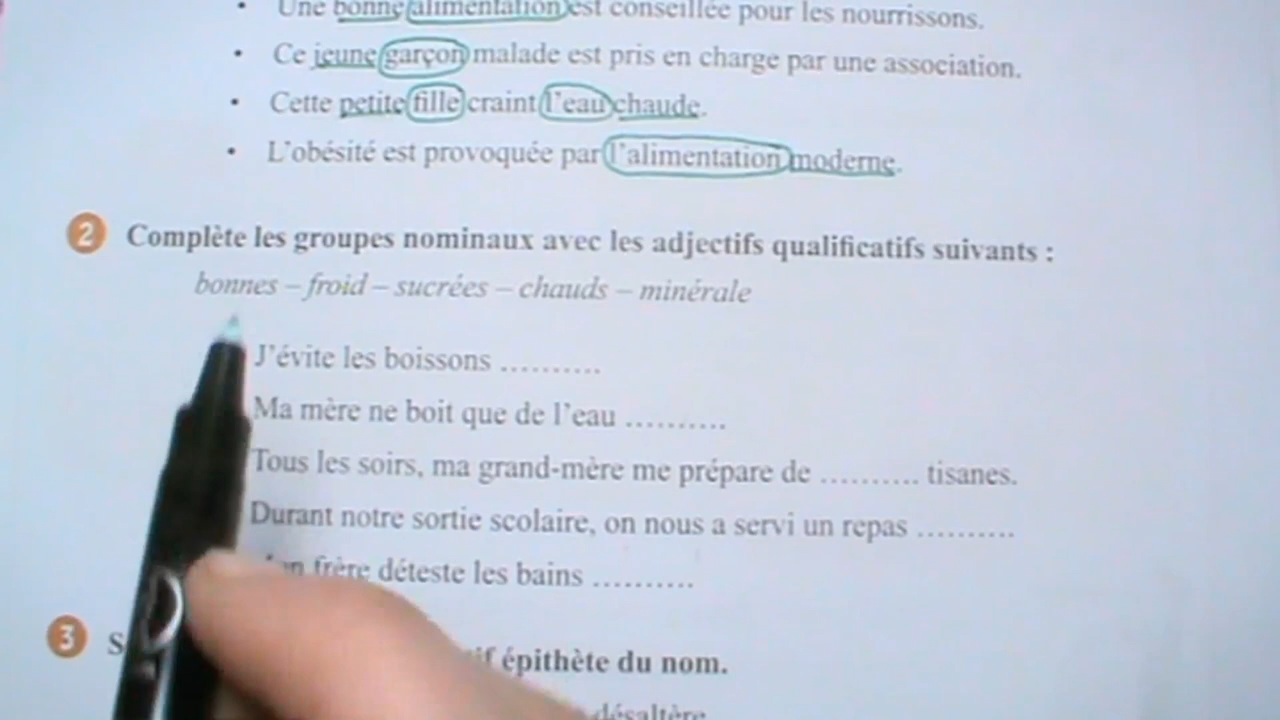 • Une bonne alimentation est conseillée pour les nourrissons.
• Ce jeune garçon malade est pris en charge par une association.
• Cette petite fille craint l'eau chaude.
• L'obésité est provoquée par l'alimentation moderne.
2 Complète les groupes nominaux avec les adjectifs qualificatifs suivants :
bonnes – froid – sucrées – chauds – minérale
J'évite les boissons ..........
Ma mère ne boit que de l'eau ..........
Tous les soirs, ma grand-mère me prépare de .......... tisanes.
Durant notre sortie scolaire, on nous a servi un repas ..........
frère déteste les bains ..........
3 épithète du nom.
désaltère